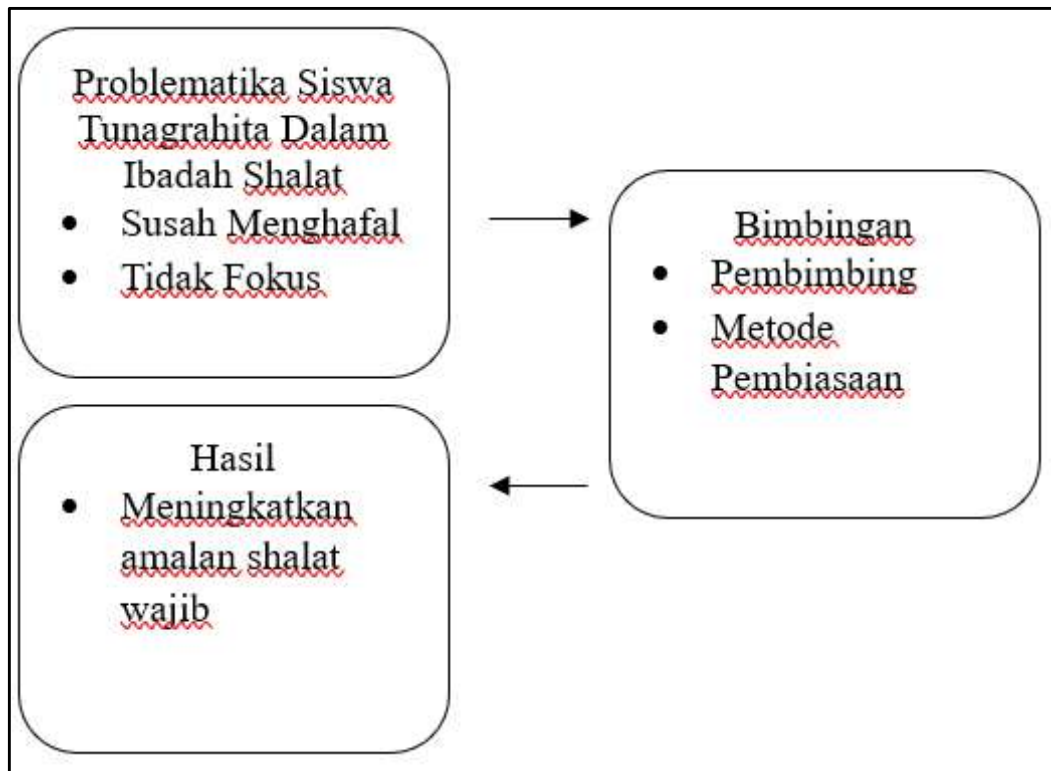 Problematika Siswa
Tunagrahita Dalam
Ibadah Shalat
• Susah Menghafal
• Tidak Fokus
Bimbingan
• Pembimbing
• Metode
Pembiasaan
Hasil
• Meningkatkan
amalan shalat
wajib